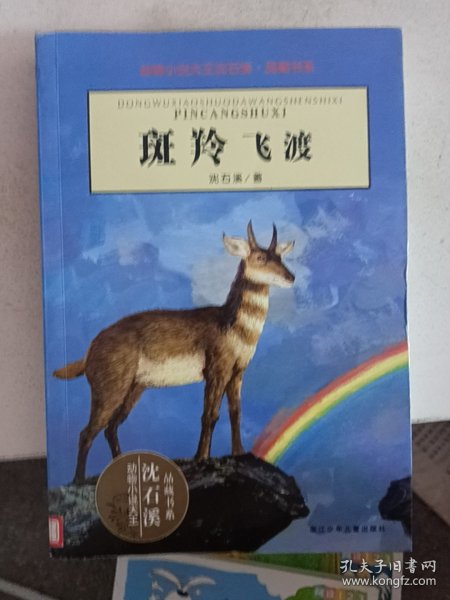 动物小说大王沈石溪·品藏书系
DONGWUXIAOSHUODAWANGSHENSHIXI
PINCANGSHUXI
斑羚飞渡
沈石溪/著
品藏书系
沈石溪
动物小说大王
浙江少年儿童出版社
孔夫子旧书网
www.kongfz.com